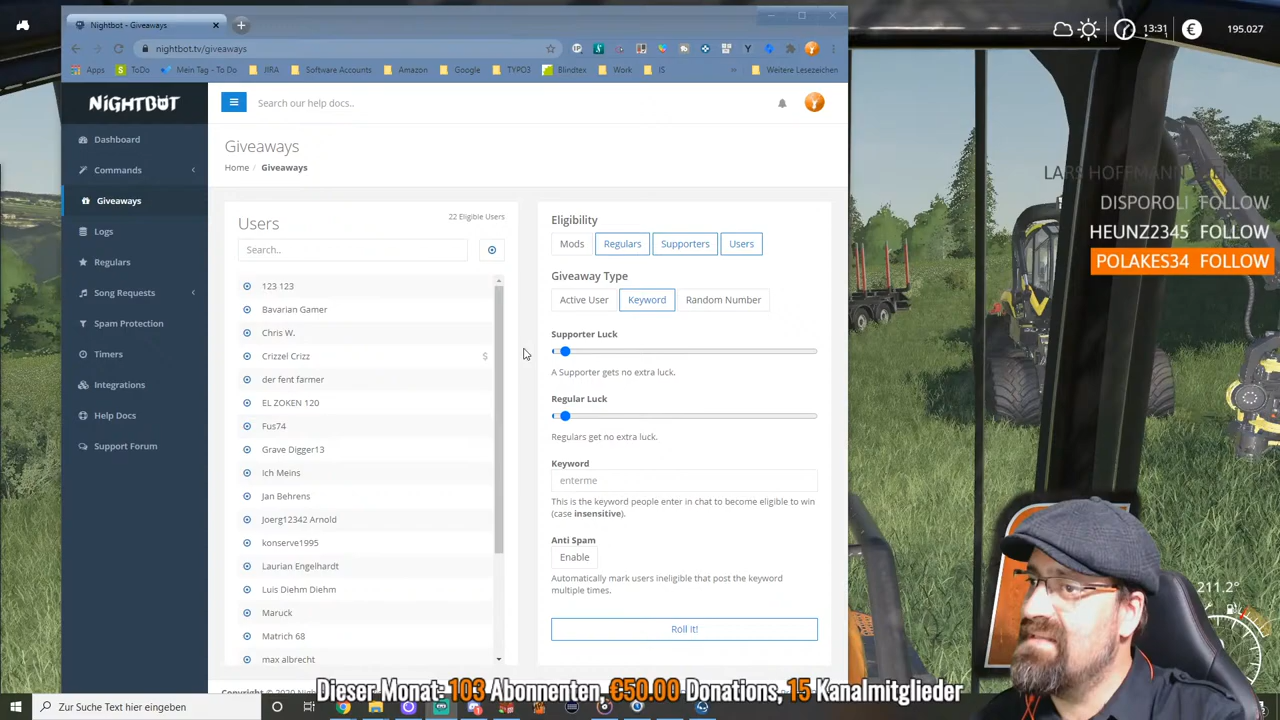 Nightbot - Giveaways
nightbot.tv/giveaways
Apps ToDo Mein Tag - To Do JIRA Software Accounts Amazon Google TYPO3 Blindtex Work IS » Weitere Lesezeichen
13:31 € 195.027
NiGHTBOT
Search our help docs..
Dashboard
Commands
Giveaways
Logs
Regulars
Song Requests
Spam Protection
Timers
Integrations
Help Docs
Support Forum
Giveaways
Home Giveaways
Users
22 Eligible Users
Search...
123 123
Bavarian Gamer
Chris W.
Crizzel Crizz $
der fent farmer
EL ZOKEN 120
Fus74
Grave Digger13
Ich Meins
Jan Behrens
Joerg12342 Arnold
konserve1995
Laurian Engelhardt
Luis Diehm Diehm
Maruck
Matrich 68
max albrecht
Eligibility
Mods Regulars Supporters Users
Giveaway Type
Active User Keyword Random Number
Supporter Luck
A Supporter gets no extra luck.
Regular Luck
Regulars get no extra luck.
Keyword
enterme
This is the keyword people enter in chat to become eligible to win
(case insensitive).
Anti Spam
Enable
Automatically mark users ineligible that post the keyword
multiple times.
Roll It!
LARS HOFFMANN
DISPOROLI FOLLOW
HEUNZ2345 FOLLOW
POLAKES34 FOLLOW
211.2°
Dieser Monat: 103 Abonnenten, €50.00 Donations, 15 Kanalmitglieder
Zur Suche Text hier eingeben